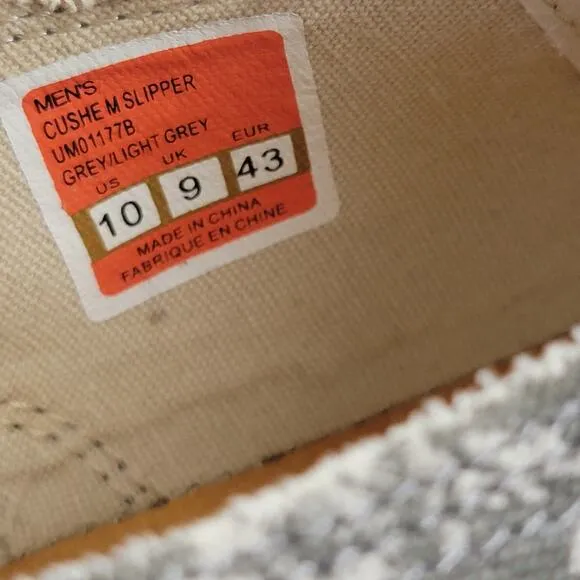 MEN'S
CUSHE M SLIPPER
UM01177B
GREY/LIGHT GREY
US UK EUR
10 9 43
MADE IN CHINA
FABRIQUE EN CHINE